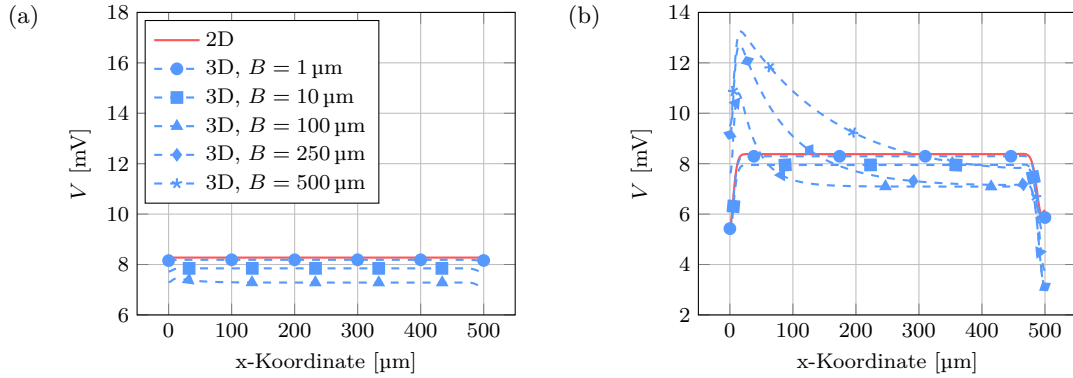 (a)
18
16
14
12
10
8
6
V [mV]
0 100 200 300 400 500
x-Koordinate [µm]
2D
3D, B = 1 µm
3D, B = 10 µm
3D, B = 100 µm
3D, B = 250 µm
3D, B = 500 µm
(b)
14
12
10
8
6
4
2
V [mV]
0 100 200 300 400 500
x-Koordinate [µm]